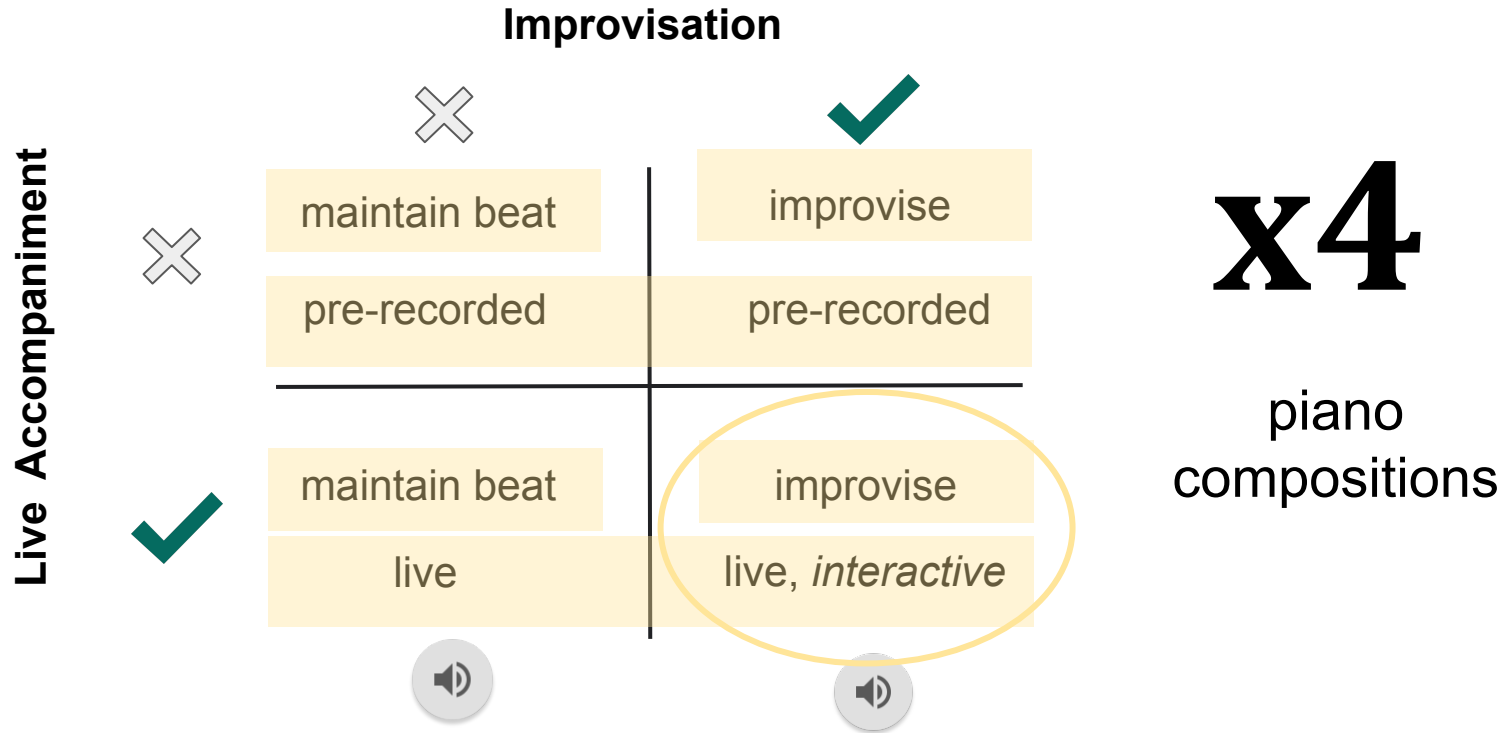 Improvisation
Live Accompaniment
maintain beat
improvise
pre-recorded
pre-recorded
maintain beat
improvise
live
live, interactive
x4
piano
compositions